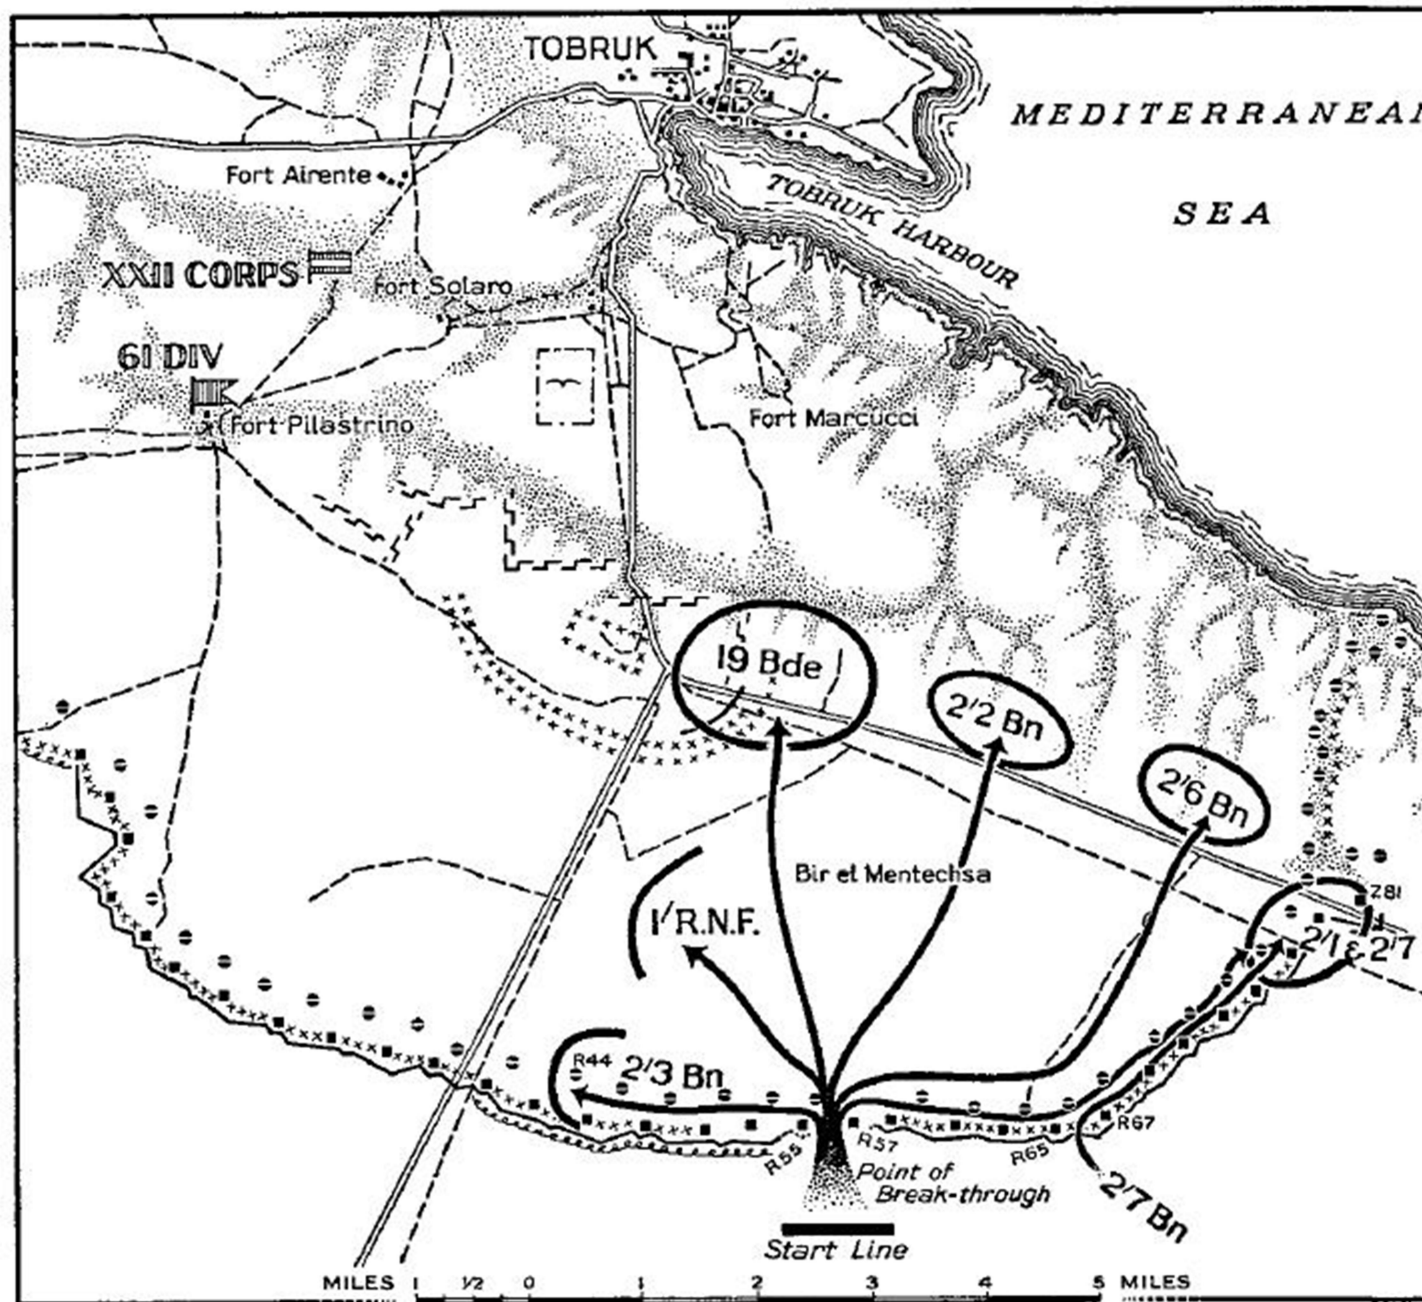 TOBRUK
MEDITERRANEAN
SEA
TOBRUK HARBOUR
Fort Airente
XXII CORPS
Fort Solaro
61 DIV
Fort Pilastrino
Fort Marcucci
19 Bde
2/2 Bn
2/6 Bn
Bir el Mentechsa
1/R.N.F.
Z81
2/1 & 2/7
R44 2/3 Bn
R55
R57
R65
R67
Point of
Break-through
2/7 Bn
Start Line
MILES 1 1/2 0 1 2 3 4 5 MILES